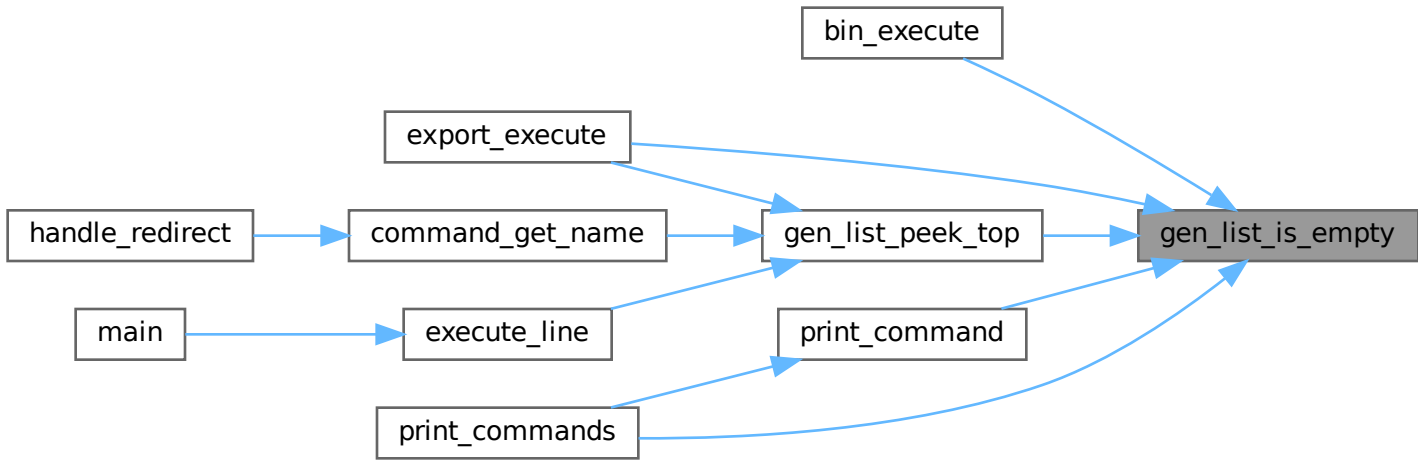 bin_execute
export_execute
handle_redirect
command_get_name
gen_list_peek_top
gen_list_is_empty
main
execute_line
print_command
print_commands